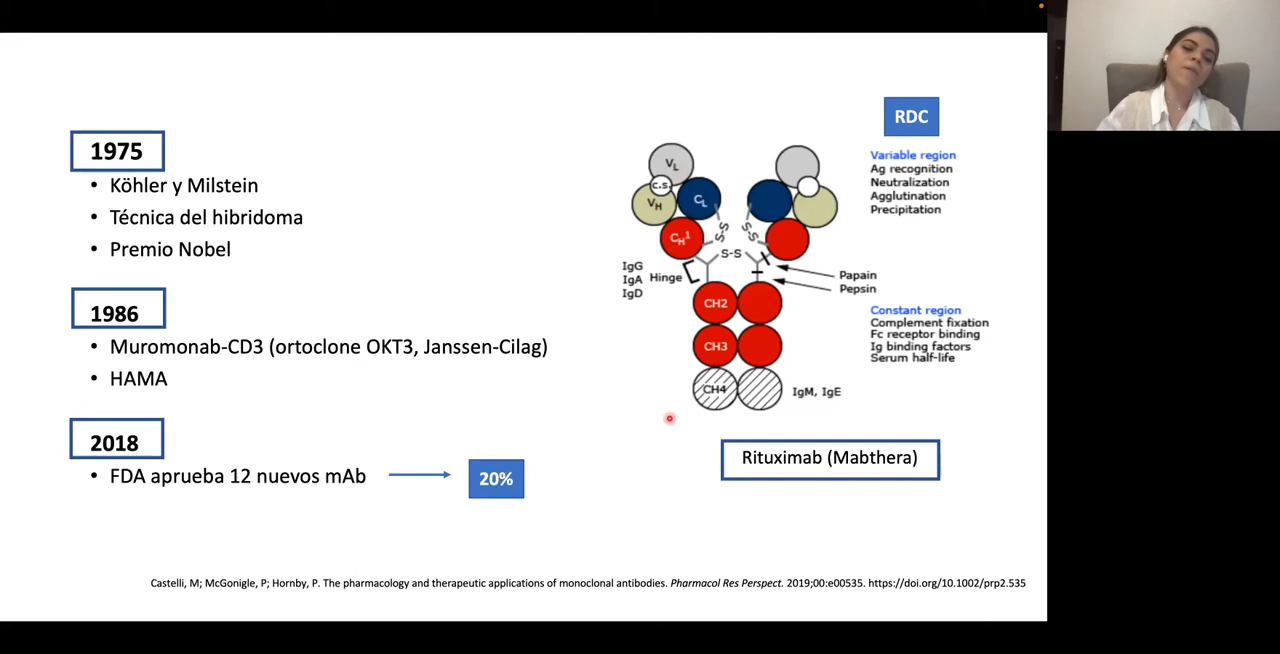 1975
• Köhler y Milstein
• Técnica del hibridoma
• Premio Nobel
1986
• Muromonab-CD3 (ortoclone OKT3, Janssen-Cilag)
• HAMA
2018
• FDA aprueba 12 nuevos mAb
20%
RDC
Variable region
Ag recognition
Neutralization
Agglutination
Precipitation
VL
c.s.
VH
CL
CH1
S-S
S-S
S-S
IgG
IgA
IgD
Hinge
Papain
Pepsin
CH2
CH3
CH4
IgM, IgE
Constant region
Complement fixation
Fc receptor binding
Ig binding factors
Serum half-life
Rituximab (Mabthera)
Castelli, M; McGonigle, P; Hornby, P. The pharmacology and therapeutic applications of monoclonal antibodies. Pharmacol Res Perspect. 2019;00:e00535. https://doi.org/10.1002/prp2.535